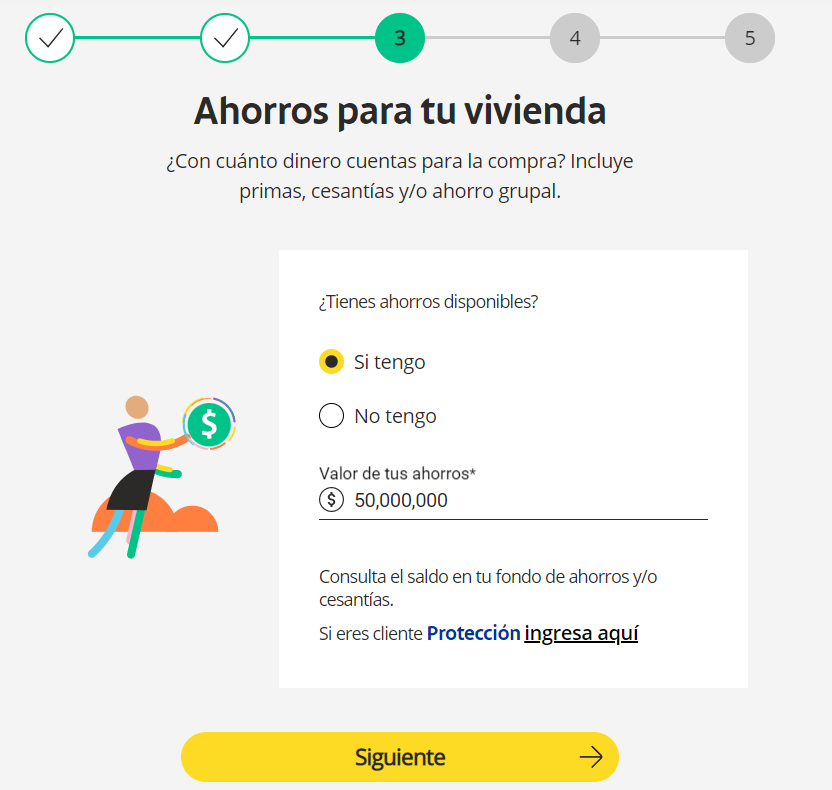 3 4 5
Ahorros para tu vivienda
¿Con cuánto dinero cuentas para la compra? Incluye
primas, cesantías y/o ahorro grupal.
¿Tienes ahorros disponibles?
Si tengo
No tengo
Valor de tus ahorros*
$ 50,000,000
$
Consulta el saldo en tu fondo de ahorros y/o
cesantías.
Si eres cliente Protección ingresa aquí
Siguiente